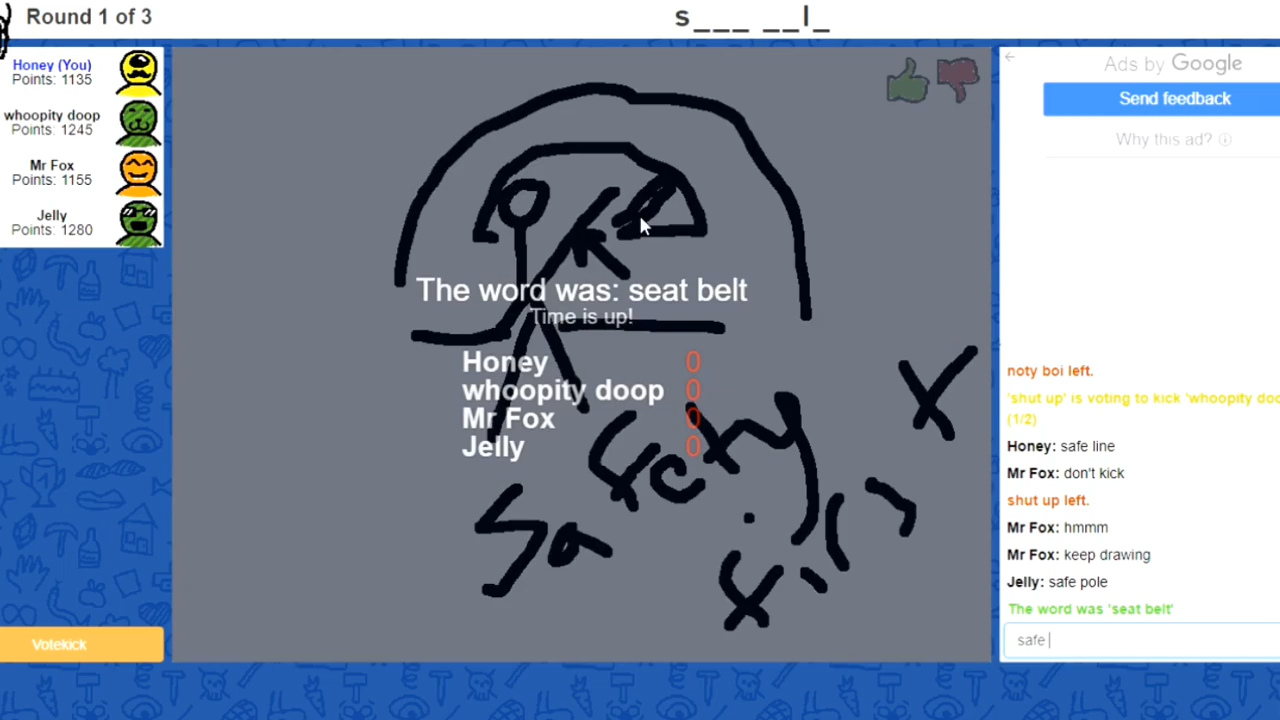 Round 1 of 3
s___ __l_
Honey (You)
Points: 1135
whoopity doop
Points: 1245
Mr Fox
Points: 1155
Jelly
Points: 1280
Votekick
The word was: seat belt
Time is up!
Honey 0
whoopity doop 0
Mr Fox 0
Jelly 0
Safety
first
Ads by Google
Send feedback
Why this ad?
noty boi left.
'shut up' is voting to kick 'whoopity doo
(1/2)
Honey: safe line
Mr Fox: don't kick
shut up left.
Mr Fox: hmmm
Mr Fox: keep drawing
Jelly: safe pole
The word was 'seat belt'
safe